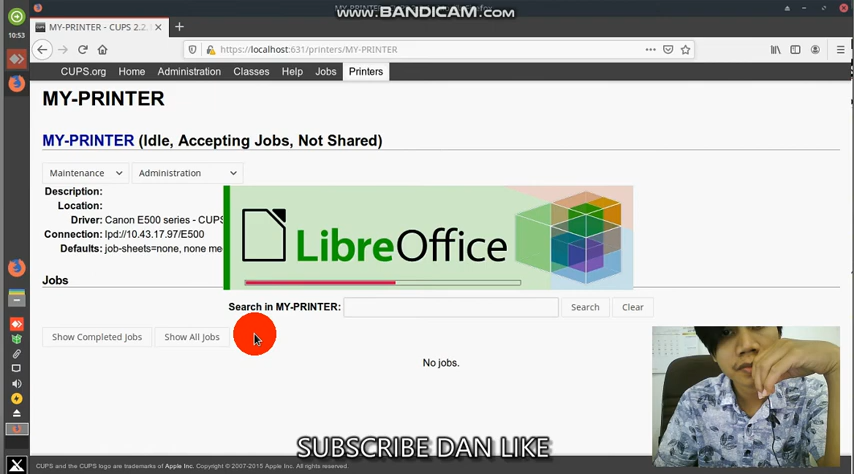 WWW.BANDICAM.COM
10:53
MY-PRINTER - CUPS 2.2.
https://localhost:631/printers/MY-PRINTER
CUPS.org Home Administration Classes Help Jobs Printers
MY-PRINTER
MY-PRINTER (Idle, Accepting Jobs, Not Shared)
Maintenance Administration
Description:
Location:
Driver: Canon E500 series - CUPS
Connection: lpd://10.43.17.97/E500
Defaults: job-sheets=none, none me
LibreOffice
Jobs
Search in MY-PRINTER: Search Clear
Show Completed Jobs Show All Jobs
No jobs.
SUBSCRIBE DAN LIKE
CUPS and the CUPS logo are trademarks of Apple Inc. Copyright © 2007-2015 Apple Inc. All rights reserved.